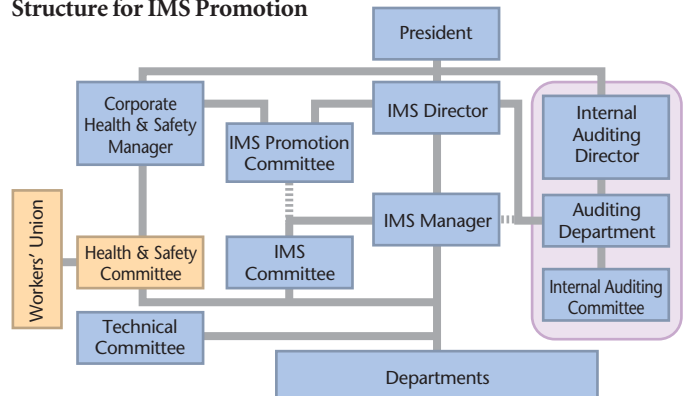 Structure for IMS Promotion
President
Corporate
Health & Safety
Manager
IMS Promotion
Committee
IMS Director
Internal
Auditing
Director
Workers' Union
Health & Safety
Committee
IMS
Committee
IMS Manager
Auditing
Department
Internal Auditing
Committee
Technical
Committee
Departments